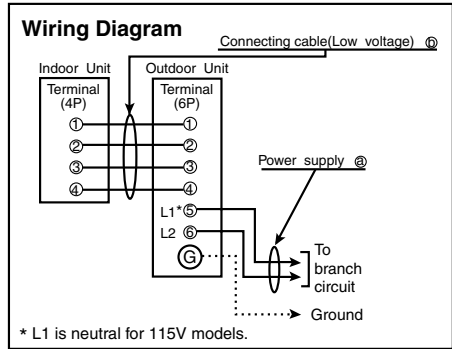 Wiring Diagram
Connecting cable(Low voltage) ⓑ
Indoor Unit Outdoor Unit
Terminal
(4P)
Terminal
(6P)
① ①
② ②
③ ③
④ ④
L1*⑤
L2 ⑥
Ⓖ
Power supply ⓐ
To
branch
circuit
Ground
* L1 is neutral for 115V models.